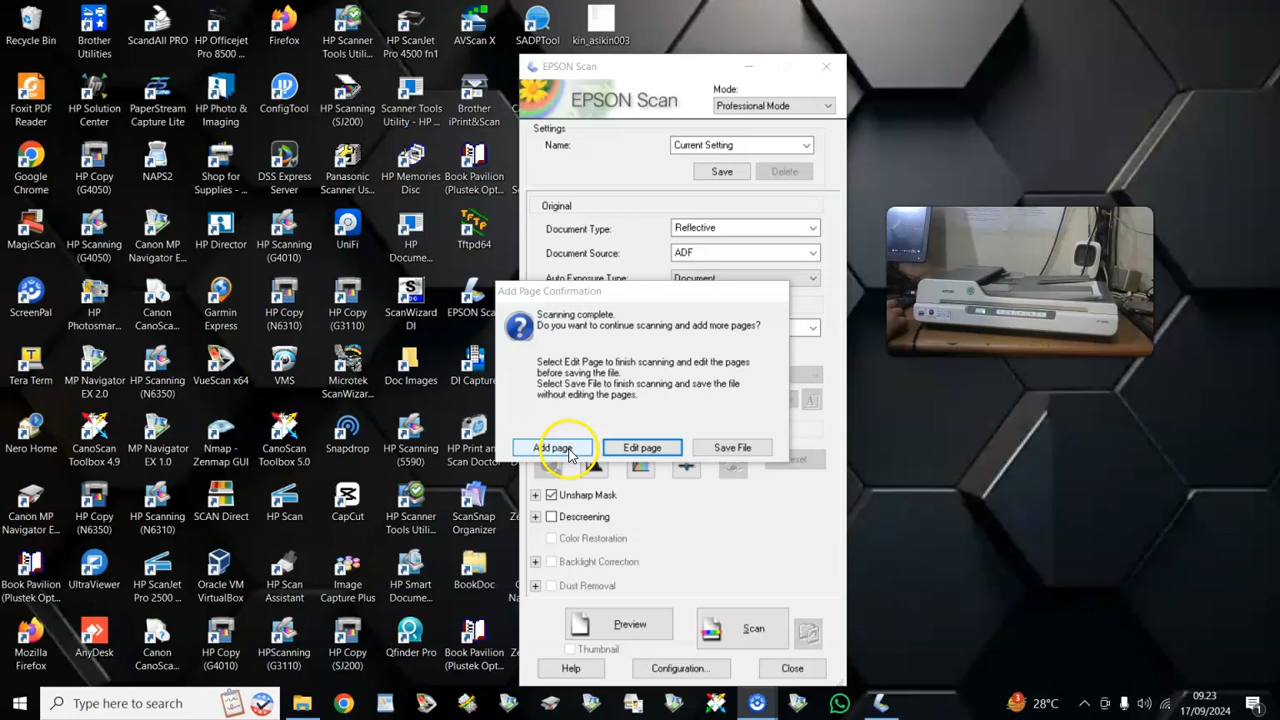 Recycle Bin
Brother Utilities
ScandAll PRO
HP Officejet Pro 8500 ...
Firefox
HP Scanner Tools Utili...
HP ScanJet Pro 4500 fn1
AVScan X
SADPTool
kin_asikin003
Foxit PDF Reader
HP Solution Center
PaperStream Capture Lite
HP Photo & Imaging
ConfigTool
HP Scanning (SJ200)
Scanner Tools Utility - HP ...
Brother iPrint&Scan
Google Chrome
HP Copy (G4050)
NAPS2
Shop for Supplies - ...
DSS Express Server
Panasonic Scanner Us...
HP Memories Disc
Book Pavilion (Plustek Opt...
MagicScan
HP Scanning (G4050)
Canon MP Navigator E...
HP Director
UniFi
HP Docume...
Tftpd64
ScreenPal
HP Photosmar...
Canon CanoSca...
Garmin Express
HP Copy (N6310)
HP Copy (G3110)
ScanWizard DI
EPSON Scan
Tera Term
MP Navigator EX 2.0
HP Scanning (N6350)
VueScan x64
VMS
Microtek ScanWizar...
Doc Images
DI Capture
Nero Home
CanoScan Toolbox 4.9
MP Navigator EX 1.0
Nmap - Zenmap GUI
CanoScan Toolbox 5.0
Snapdrop
HP Scanning (5590)
HP Print and Scan Doctor
Canon MP Navigator E...
HP Copy (N6350)
HP Scanning (N6310)
SCAN Direct
HP Scan
CapCut
HP Scanner Tools Utili...
ScanSnap Organizer
Book Pavilion (Plustek Opt...
UltraViewer
HP ScanJet Pro 2500 ...
Oracle VM VirtualBox
HP Scan Assistant
Image Capture Plus
HP Smart Docume...
BookDoc
Mozilla Firefox
AnyDesk
Canon CanoSca...
HP Copy (G4010)
HPScanning (G3110)
HP Copy (SJ200)
Qfinder Pro
Book Pavilion (Plustek Opt...
EPSON Scan
EPSON Scan
Mode:
Professional Mode
Settings
Name:
Current Setting
Save
Delete
Original
Document Type:
Reflective
Document Source:
ADF
Auto Exposure Type:
Document
Add Page Confirmation
Scanning complete.
Do you want to continue scanning and add more pages?
Select Edit Page to finish scanning and edit the pages
before saving the file.
Select Save File to finish scanning and save the file
without editing the pages.
Add page
Edit page
Save File
Unsharp Mask
Descreening
Color Restoration
Backlight Correction
Dust Removal
Preview
Scan
Thumbnail
Help
Configuration...
Close
EPSON
Type here to search
3
28°C
09.23
17/09/2024
1